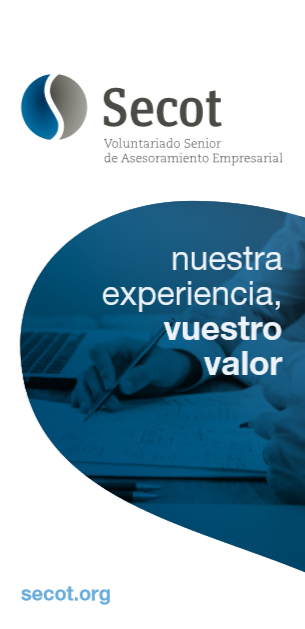 Secot
Voluntariado Senior
de Asesoramiento Empresarial
nuestra
experiencia,
vuestro
valor
secot.org